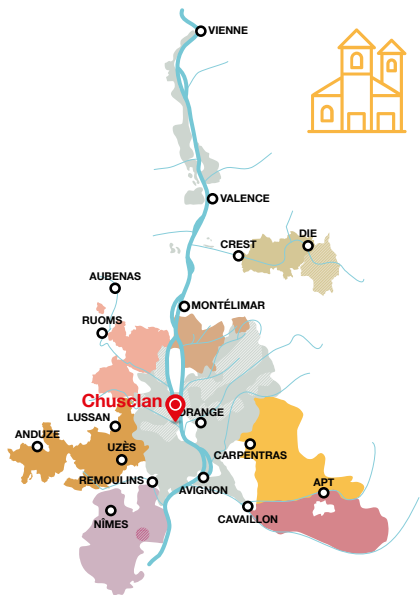 VIENNE
VALENCE
DIE
CREST
AUBENAS
MONTÉLIMAR
RUOMS
Chusclan
ORANGE
LUSSAN
ANDUZE
UZÈS
CARPENTRAS
REMOULINS
AVIGNON
APT
CAVAILLON
NÎMES